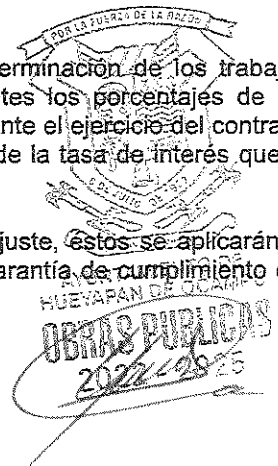 POR LA FUERZA DE LA RAZON
erminación de los trabaj
tes los porcentajes de
nte el ejercicio del contra
de la tasa de interés que
6 DE JULIO DE
juste, éstos se aplicarán
arantía de cumplimiento
HUEYAPAN DE OCAMPO
OBRAS PUBLICAS
2022-2025